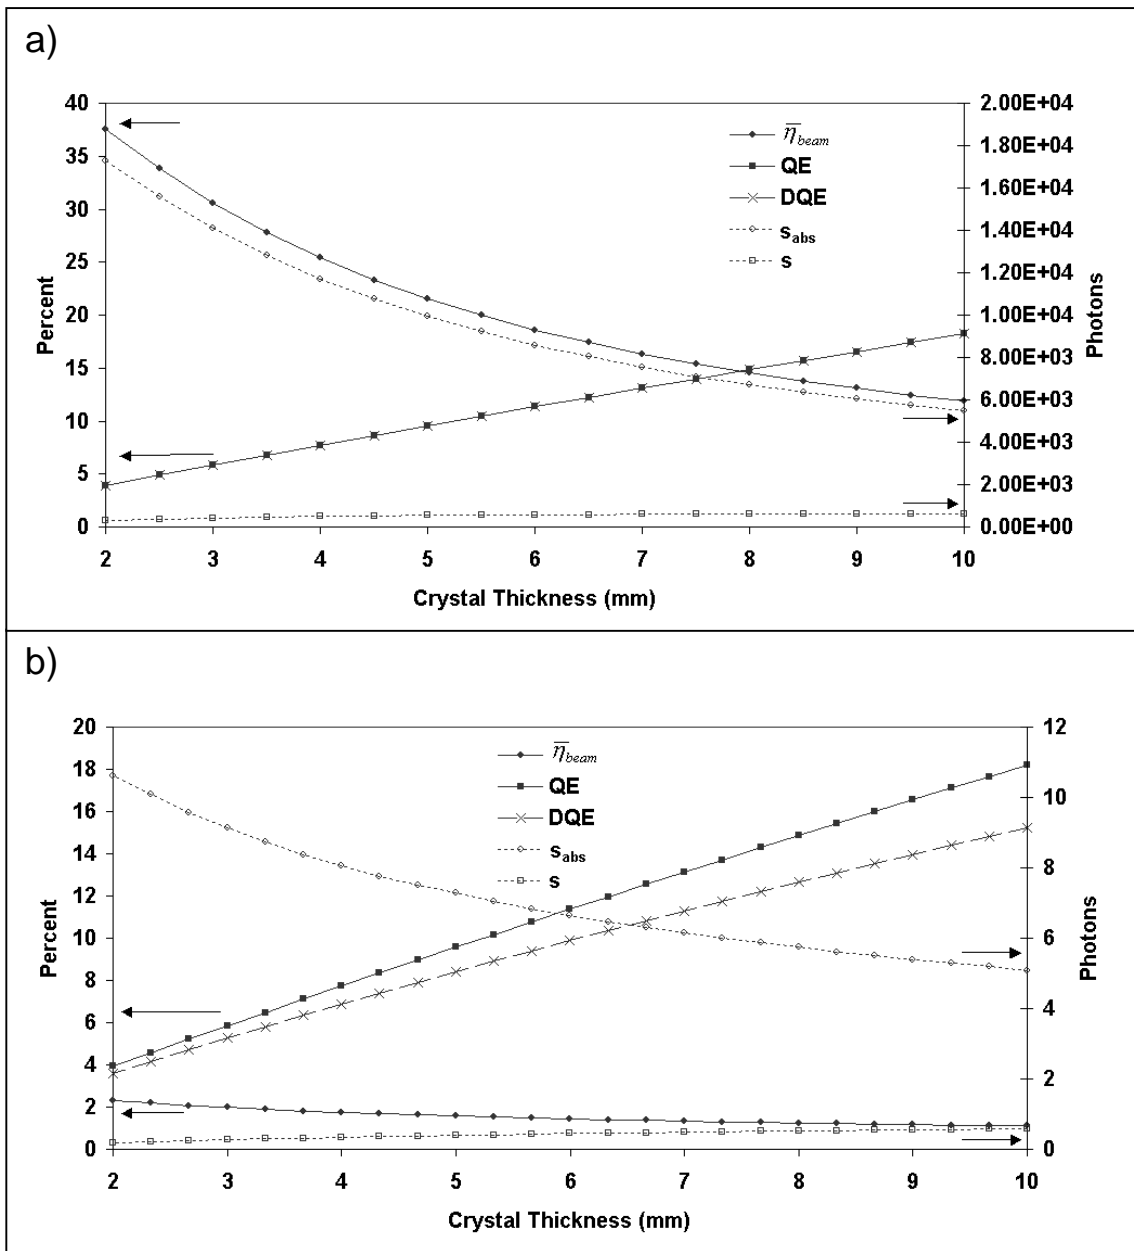 a)
40
35
30
25
20
15
10
5
0
Percent
2.00E+04
1.80E+04
1.60E+04
1.40E+04
1.20E+04
1.00E+04
8.00E+03
6.00E+03
4.00E+03
2.00E+03
0.00E+00
Photons
η̅beam
QE
DQE
sabs
s
2 3 4 5 6 7 8 9 10
Crystal Thickness (mm)
b)
20
18
16
14
12
10
8
6
4
2
0
Percent
12
10
8
6
4
2
0
Photons
η̅beam
QE
DQE
sabs
s
2 3 4 5 6 7 8 9 10
Crystal Thickness (mm)